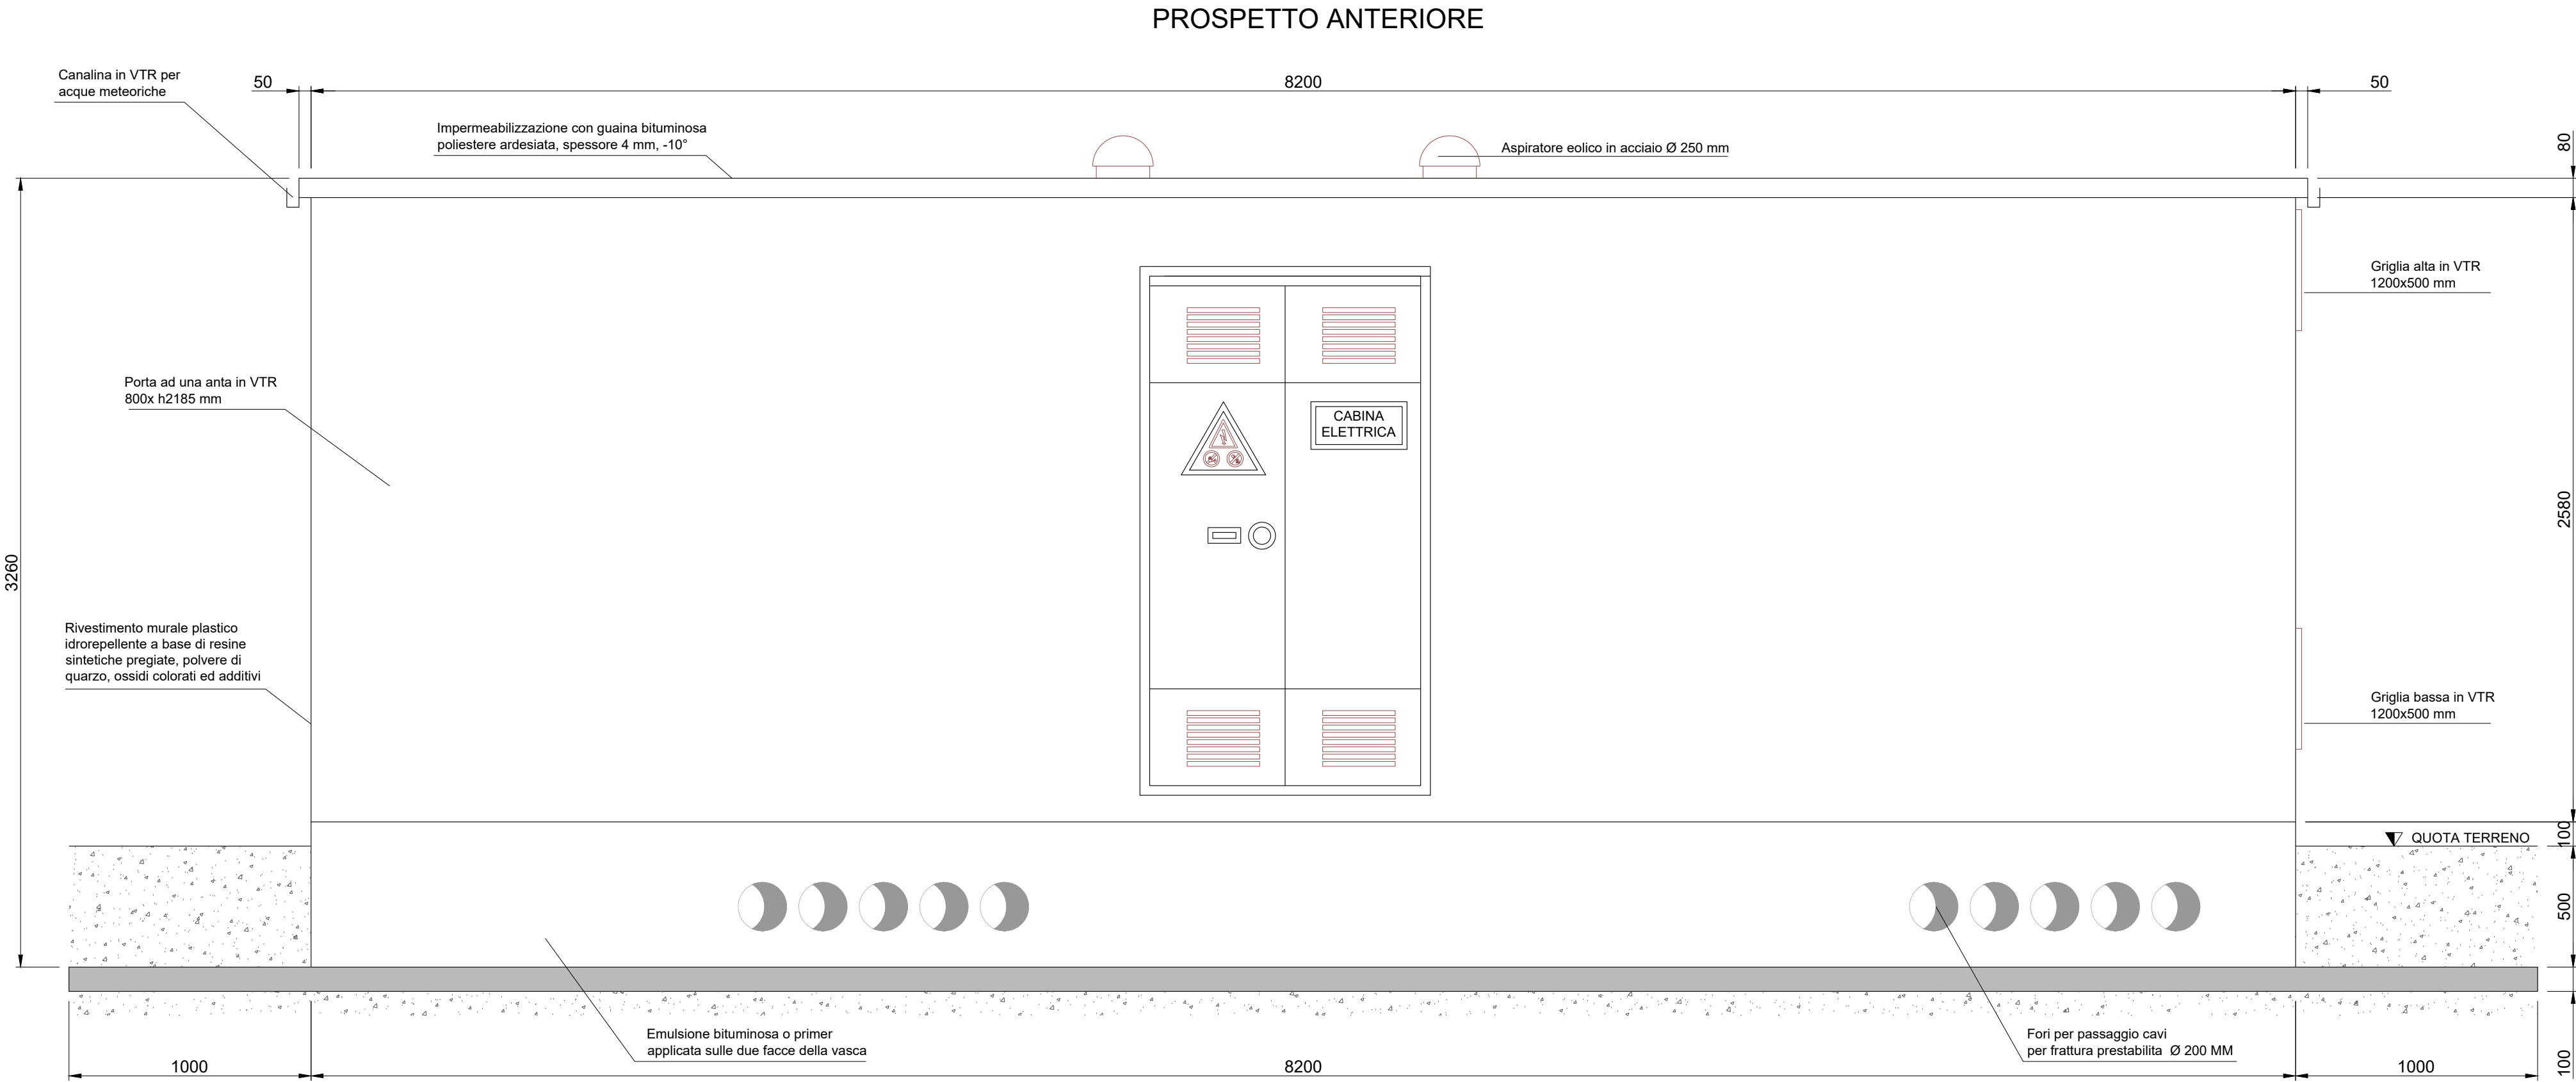 PROSPETTO ANTERIORE
Canalina in VTR per
acque meteoriche
50
8200
50
80
Impermeabilizzazione con guaina bituminosa
poliestere ardesiata, spessore 4 mm, -10°
Aspiratore eolico in acciaio Ø 250 mm
Griglia alta in VTR
1200x500 mm
Porta ad una anta in VTR
800x h2185 mm
CABINA
ELETTRICA
3260
2580
Rivestimento murale plastico
idrorepellente a base di resine
sintetiche pregiate, polvere di
quarzo, ossidi colorati ed additivi
Griglia bassa in VTR
1200x500 mm
QUOTA TERRENO
100
500
Emulsione bituminosa o primer
applicata sulle due facce della vasca
Fori per passaggio cavi
per frattura prestabilita Ø 200 MM
1000
8200
1000
100